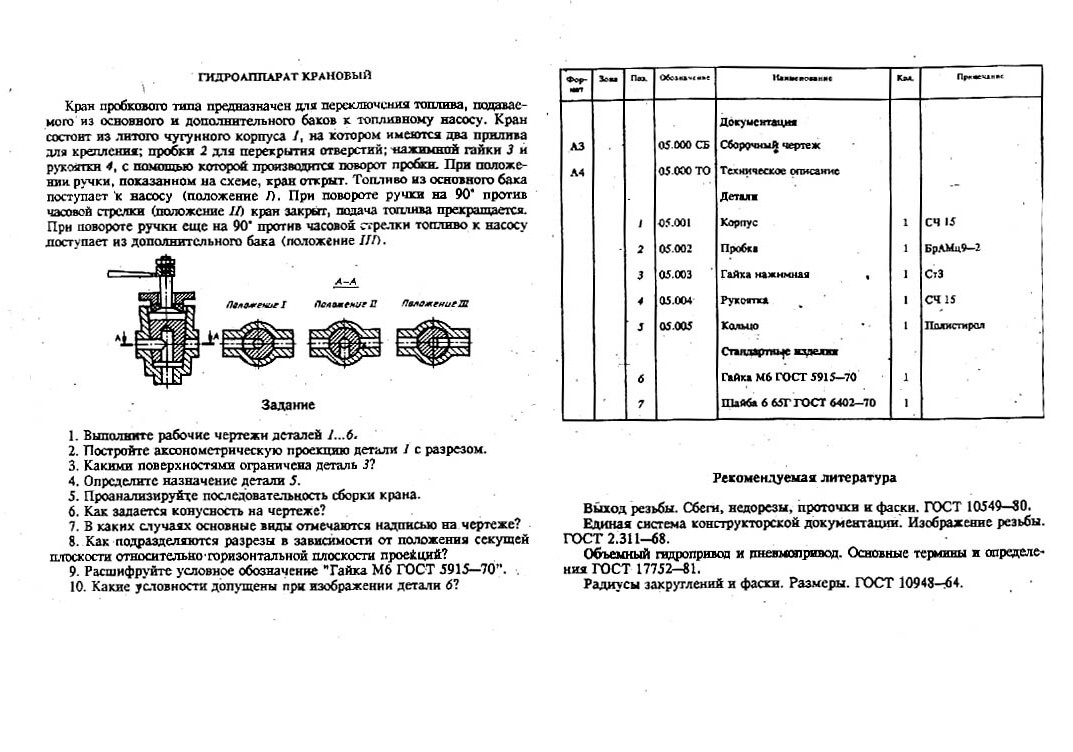 ГИДРОАППАРАТ КРАНОВЫЙ
Кран пробкового типа предназначен для переключения топлива, подавае-
мого из основного и дополнительного баков к топливному насосу. Кран
состоит из литого чугунного корпуса 1, на котором имеются два прилива
для крепления; пробки 2 для перекрытия отверстий; нажимной гайки 3 и
рукоятки 4, с помощью которой производится поворот пробки. При положе-
нии ручки, показанном на схеме, кран открыт. Топливо из основного бака
поступает к насосу (положение I). При повороте ручки на 90° против
часовой стрелки (положение II) кран закрыт, подача топлива прекращается.
При повороте ручки еще на 90° против часовой стрелки топливо к насосу
поступает из дополнительного бака (положение III).
А–А
Положение I Положение II Положение III
А А
Задание
1. Выполните рабочие чертежи деталей 1...6.
2. Постройте аксонометрическую проекцию детали 1 с разрезом.
3. Какими поверхностями ограничена деталь 3?
4. Определите назначение детали 5.
5. Проанализируйте последовательность сборки крана.
6. Как задается конусность на чертеже?
7. В каких случаях основные виды отмечаются надписью на чертеже?
8. Как подразделяются разрезы в зависимости от положения секущей
плоскости относительно горизонтальной плоскости проекций?
9. Расшифруйте условное обозначение "Гайка М6 ГОСТ 5915—70".
10. Какие условности допущены при изображении детали 6?
Фор-
мат Зона Поз. Обозначение Наименование Кол. Примечание
Документация
А3 05.000 СБ Сборочный чертеж
А4 05.000 ТО Техническое описание
Детали
1 05.001 Корпус 1 СЧ 15
2 05.002 Пробка 1 БрАМц9—2
3 05.003 Гайка нажимная 1 Ст3
4 05.004 Рукоятка 1 СЧ 15
5 05.005 Кольцо 1 Полистирол
Стандартные изделия
6 Гайка М6 ГОСТ 5915—70 1
7 Шайба 6 65Г ГОСТ 6402—70 1
Рекомендуемая литература
Выход резьбы. Сбеги, недорезы, проточки и фаски. ГОСТ 10549—80.
Единая система конструкторской документации. Изображение резьбы.
ГОСТ 2.311—68.
Объемный гидропривод и пневмопривод. Основные термины и определе-
ния ГОСТ 17752—81.
Радиусы закруглений и фаски. Размеры. ГОСТ 10948—64.